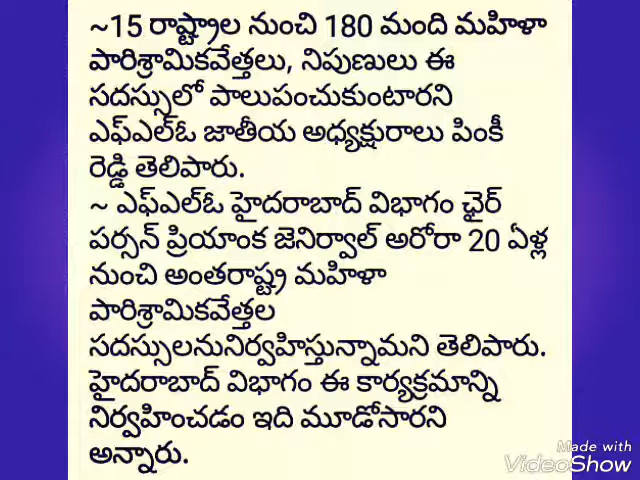 ~15 రాష్ట్రాల నుంచి 180 మంది మహిళా
పారిశ్రామికవేత్తలు, నిపుణులు ఈ
సదస్సులో పాలుపంచుకుంటారని
ఎఫ్ఎల్ఓ జాతీయ అధ్యక్షురాలు పింకీ
రెడ్డి తెలిపారు.
~ ఎఫ్ఎల్ఓ హైదరాబాద్ విభాగం ఛైర్
పర్సన్ ప్రియాంక జెనిర్వాల్ అరోరా 20 ఏళ్ల
నుంచి అంతరాష్ట్ర మహిళా
పారిశ్రామికవేత్తల
సదస్సులనునిర్వహిస్తున్నామని తెలిపారు.
హైదరాబాద్ విభాగం ఈ కార్యక్రమాన్ని
నిర్వహించడం ఇది మూడోసారని
అన్నారు.
Made with
VideoShow